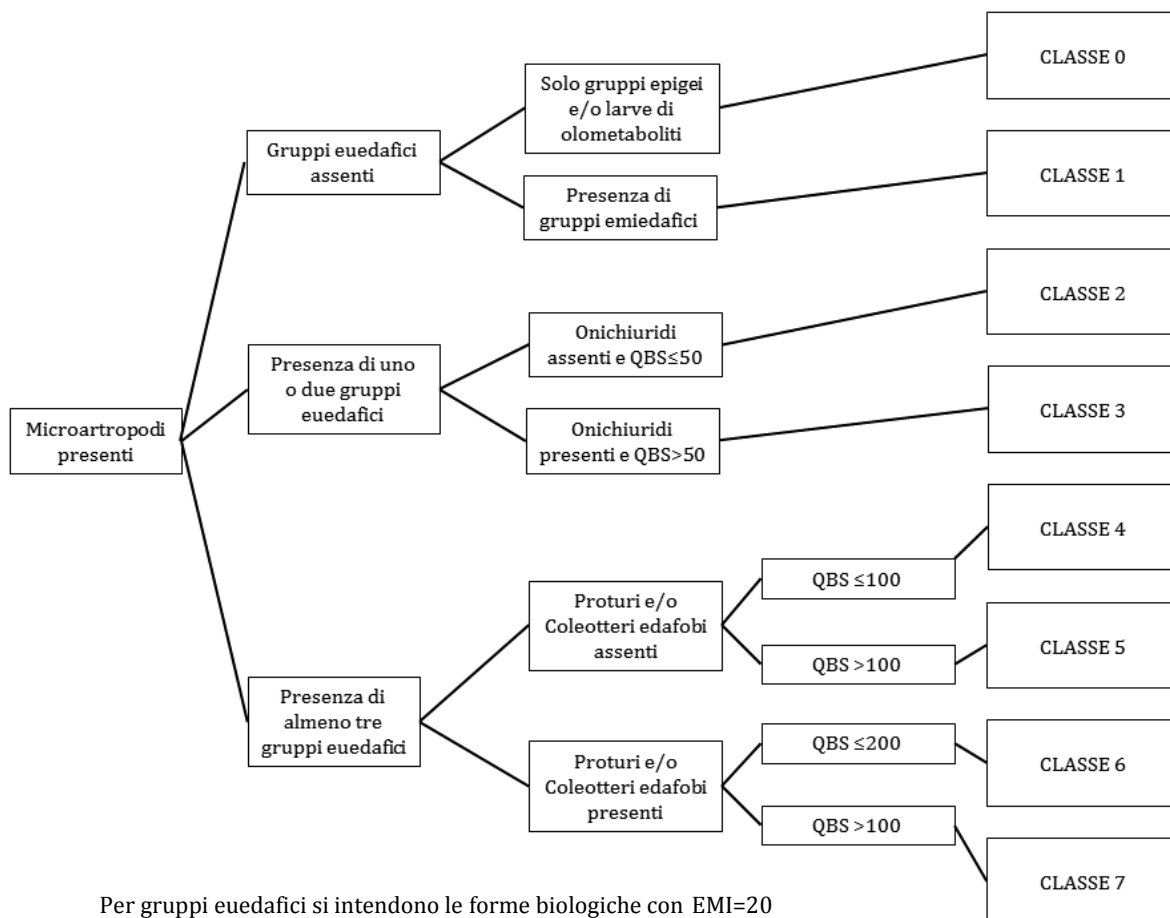 Microartropodi
presenti
Gruppi euedafici
assenti
Solo gruppi epigei
e/o larve di
olometaboliti
CLASSE 0
Presenza di
gruppi emiedafici
CLASSE 1
Presenza di uno
o due gruppi
euedafici
Onichiuridi
assenti e QBS≤50
CLASSE 2
Onichiuridi
presenti e QBS>50
CLASSE 3
Presenza di
almeno tre
gruppi euedafici
Proturi e/o
Coleotteri edafobi
assenti
QBS ≤100
CLASSE 4
QBS >100
CLASSE 5
Proturi e/o
Coleotteri edafobi
presenti
QBS ≤200
CLASSE 6
QBS >100
CLASSE 7
Per gruppi euedafici si intendono le forme biologiche con EMI=20